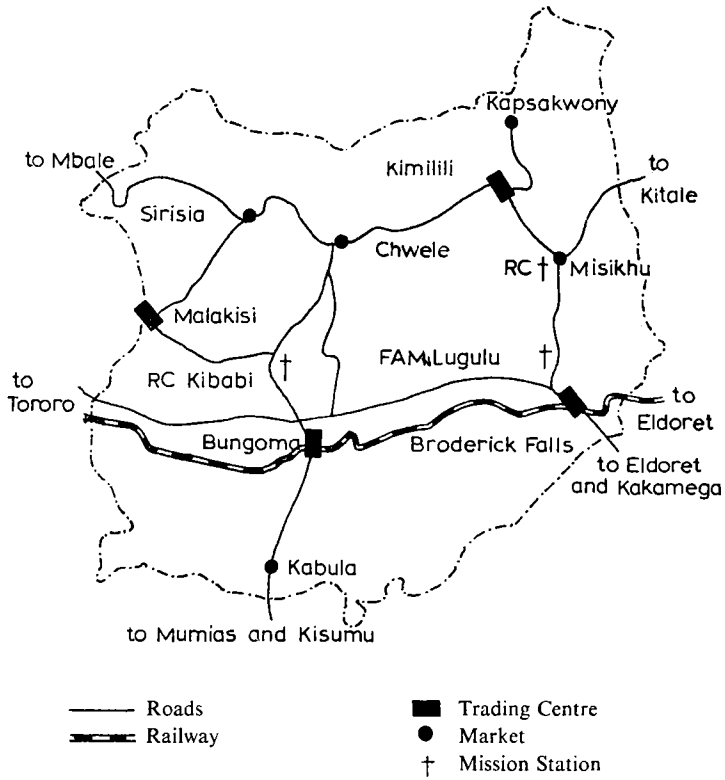 Kapsakwony
to Mbale
Kimilili
to
Kitale
Sirisia
Chwele
RC
Misikhu
Malakisi
FAM Lugulu
RC Kibabi
to
Tororo
to
Eldoret
Bungoma
Broderick Falls
to Eldoret
and Kakamega
Kabula
to Mumias and Kisumu
Roads
Railway
Trading Centre
Market
Mission Station